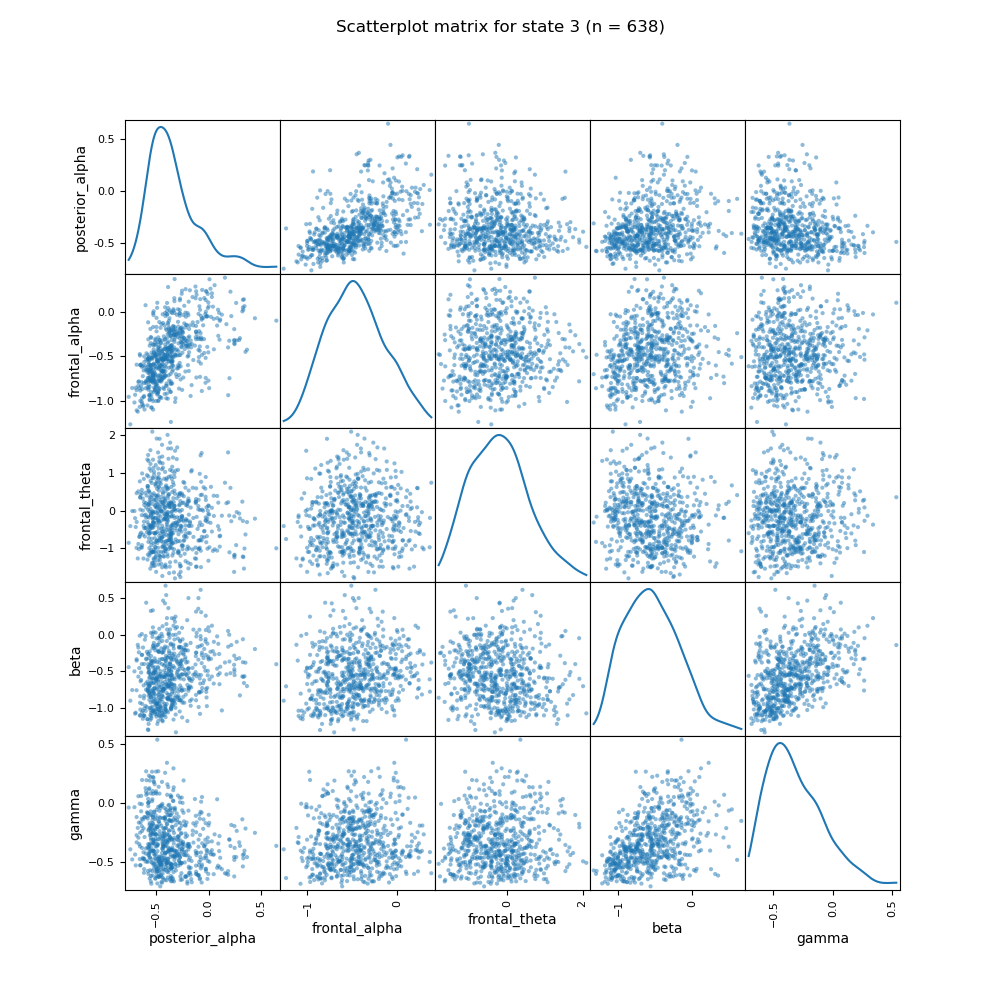 Scatterplot matrix for state 3 (n = 638)
posterior_alpha
0.5
0.0
−0.5
frontal_alpha
0.0
−0.5
−1.0
frontal_theta
2
1
0
−1
beta
0.5
0.0
−0.5
−1.0
gamma
0.5
0.0
−0.5
−0.5 0.0 0.5 −1 0 0 2 −1 0 −0.5 0.0 0.5
posterior_alpha frontal_alpha frontal_theta beta gamma